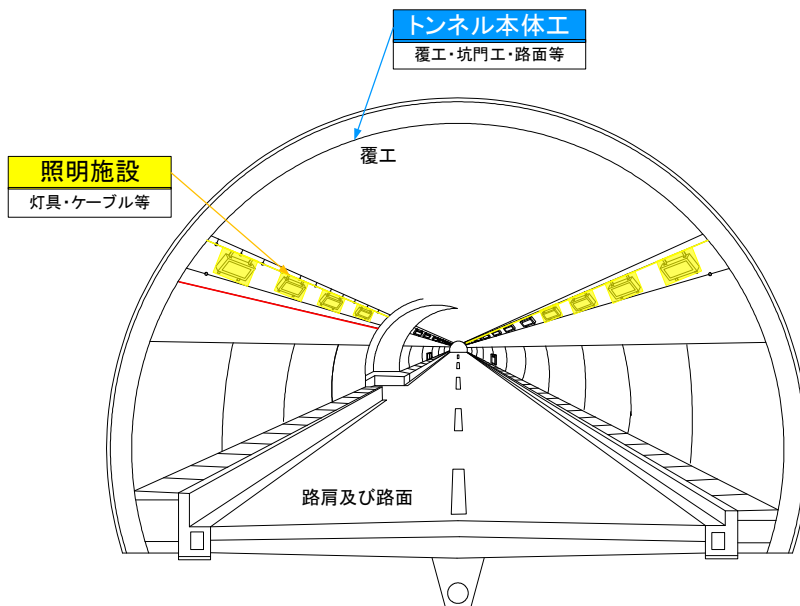 トンネル本体工
覆工・坑門工・路面等
覆工
照明施設
灯具・ケーブル等
路肩及び路面